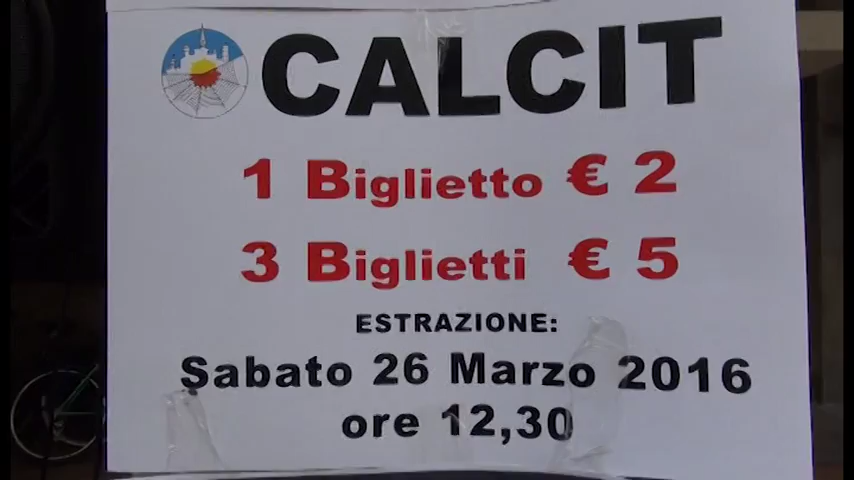 CALCIT
1 Biglietto € 2
3 Biglietti € 5
ESTRAZIONE:
Sabato 26 Marzo 2016
ore 12,30